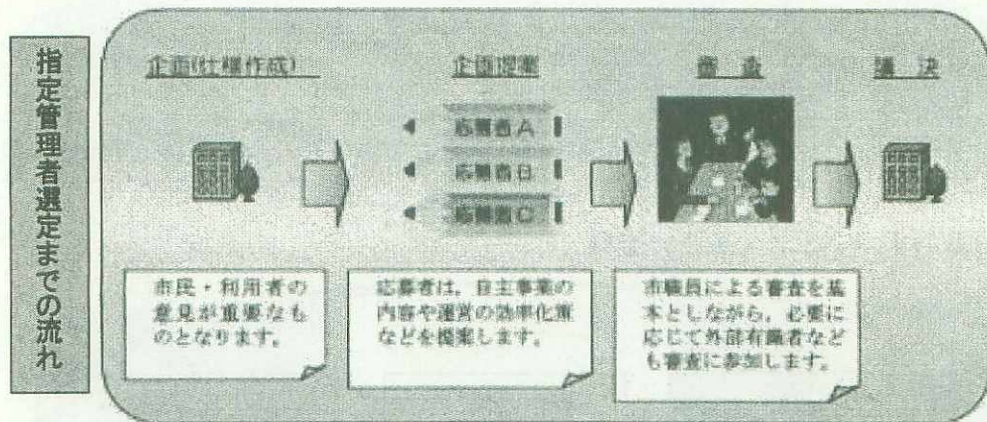 指定管理者選定までの流れ
企画(仕様作成)
企画提案
審査
議決
応募者A
応募者B
応募者C
市民・利用者の
意見が重要なも
のとなります。
応募者は、自主事業の
内容や運営の効率化策
などを提案します。
市職員による審査を基
本としながら、必要に
応じて外部有識者など
も審査に参加します。